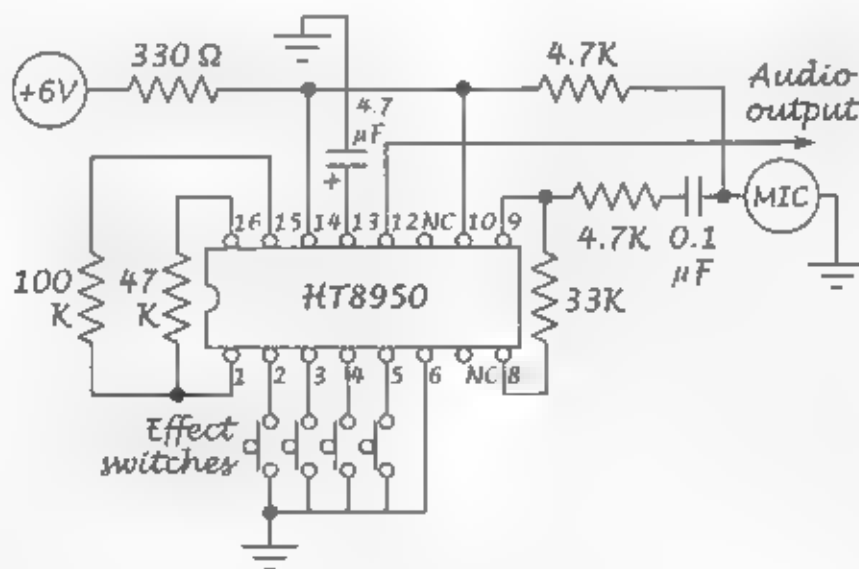 330 Ω
4.7K
+6V
Audio
output
4.7
µF
+
MIC
16 15 14 13 12 NC 10 9
4.7K
0.1
µF
100
K
47
K
HT8950
33K
1 2 3 4 5 6 NC 8
Effect
switches